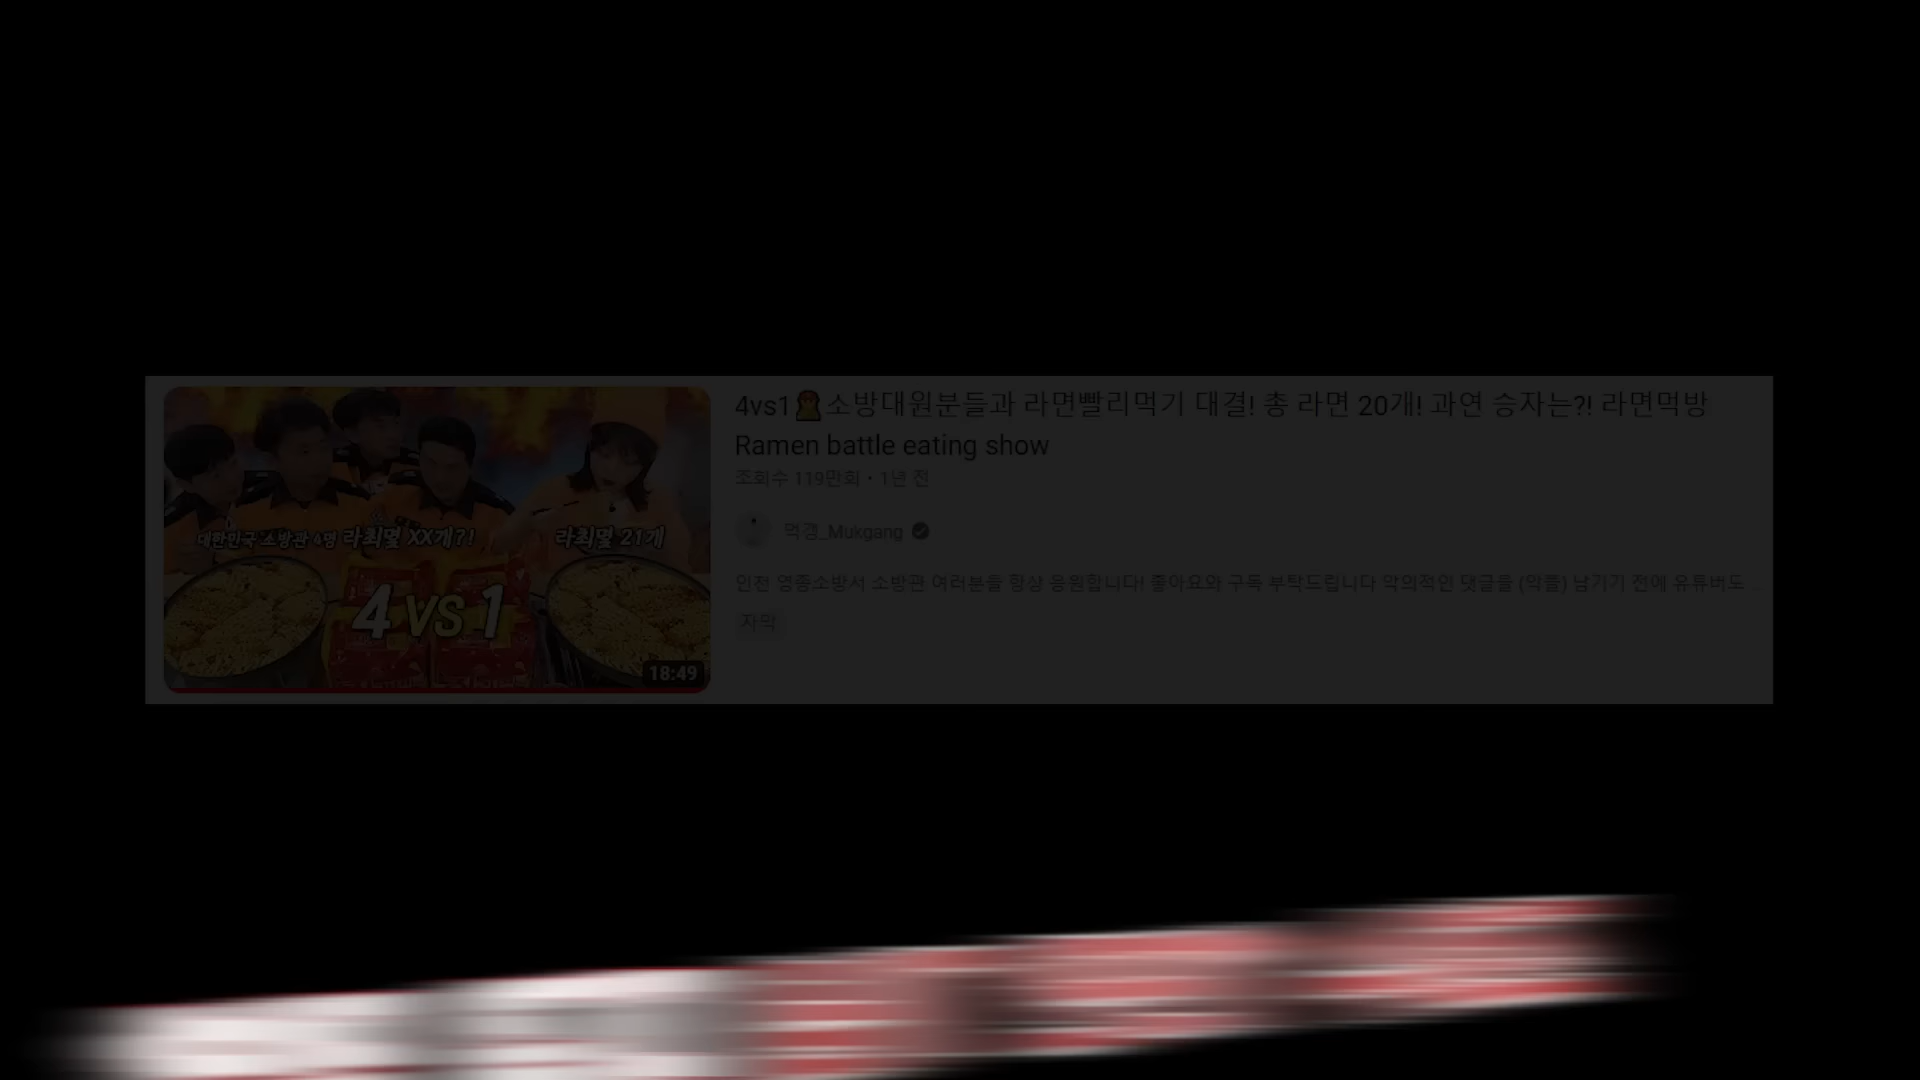 4vs1 소방대원분들과 라면빨리먹기 대결! 총 라면 20개! 과연 승자는?! 라면먹방
Ramen battle eating show
조회수 119만회 • 1년 전
먹갱_Mukgang
인천 영종소방서 소방관 여러분들 항상 응원합니다! 좋아요와 구독 부탁드립니다 악의적인 댓글을 (악플) 남기기 전에 유튜버도 ..
자막
대한민국 소방관 4명 라최몇 XX개?!
라최몇 21개
4 VS 1
18:49